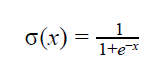 σ(x) = 1/(1+e⁻ˣ)